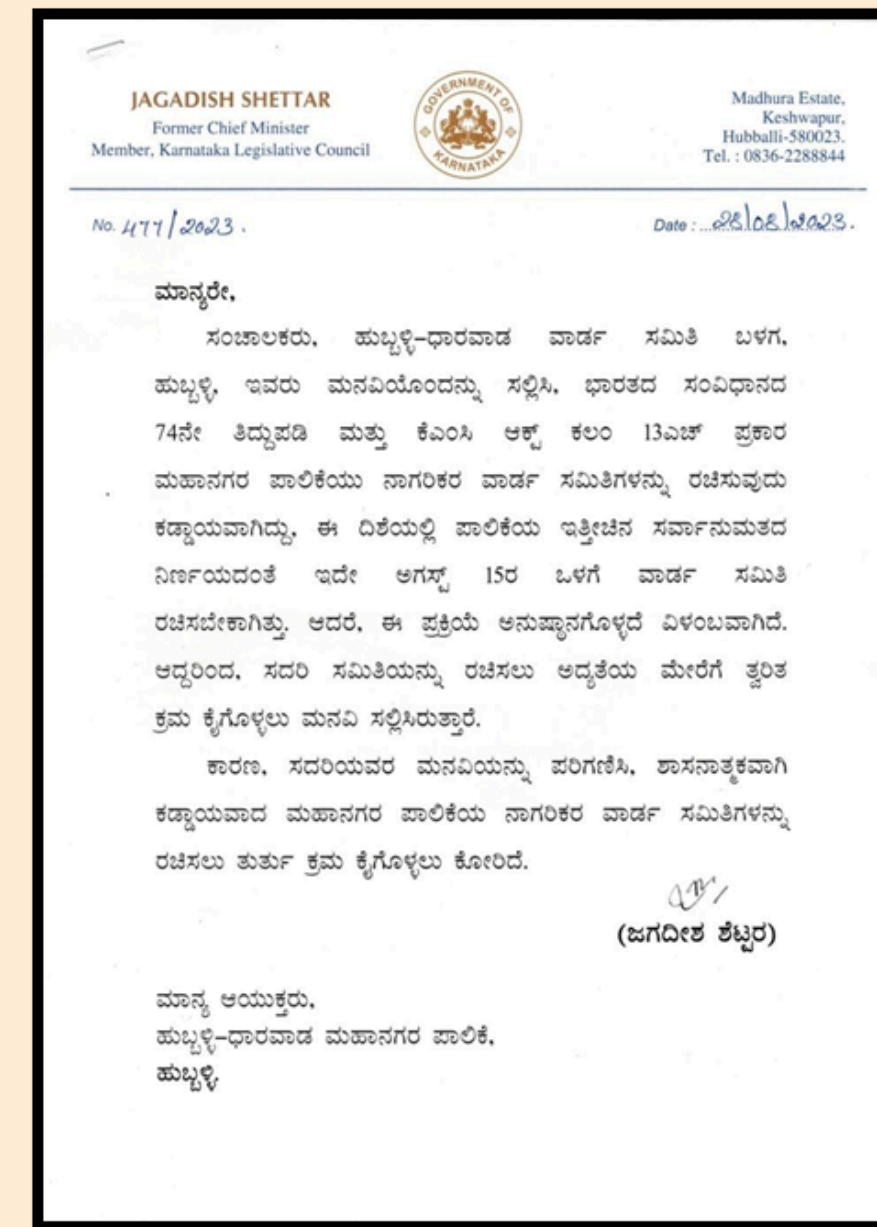 JAGADISH SHETTAR
Former Chief Minister
Member, Karnataka Legislative Council
GOVERNMENT OF
KARNATAKA
Madhura Estate,
Keshwapur,
Hubballi-580023.
Tel. : 0836-2288844
No. 477/2023.
Date : 28/08/2023.
ಮಾನ್ಯರೇ,
ಸಂಚಾಲಕರು, ಹುಬ್ಬಳ್ಳಿ-ಧಾರವಾಡ ವಾರ್ಡ ಸಮಿತಿ ಬಳಗ,
ಹುಬ್ಬಳ್ಳಿ, ಇವರು ಮನವಿಯೊಂದನ್ನು ಸಲ್ಲಿಸಿ, ಭಾರತದ ಸಂವಿಧಾನದ
74ನೇ ತಿದ್ದುಪಡಿ ಮತ್ತು ಕೆಎಂಸಿ ಆಕ್ಟ್ ಕಲಂ 13ಎಚ್ ಪ್ರಕಾರ
ಮಹಾನಗರ ಪಾಲಿಕೆಯು ನಾಗರಿಕರ ವಾರ್ಡ ಸಮಿತಿಗಳನ್ನು ರಚಿಸುವುದು
ಕಡ್ಡಾಯವಾಗಿದ್ದು, ಈ ದಿಶೆಯಲ್ಲಿ ಪಾಲಿಕೆಯ ಇತ್ತೀಚಿನ ಸರ್ವಾನುಮತದ
ನಿರ್ಣಯದಂತೆ ಇದೇ ಅಗಸ್ಟ್ 15ರ ಒಳಗೆ ವಾರ್ಡ ಸಮಿತಿ
ರಚಿಸಬೇಕಾಗಿತ್ತು. ಆದರೆ, ಈ ಪ್ರಕ್ರಿಯೆ ಅನುಷ್ಠಾನಗೊಳ್ಳದೆ ವಿಳಂಬವಾಗಿದೆ.
ಆದ್ದರಿಂದ, ಸದರಿ ಸಮಿತಿಯನ್ನು ರಚಿಸಲು ಅದ್ಯತೆಯ ಮೇರೆಗೆ ತ್ವರಿತ
ಕ್ರಮ ಕೈಗೊಳ್ಳಲು ಮನವಿ ಸಲ್ಲಿಸಿರುತ್ತಾರೆ.
ಕಾರಣ, ಸದರಿಯವರ ಮನವಿಯನ್ನು ಪರಿಗಣಿಸಿ, ಶಾಸನಾತ್ಮಕವಾಗಿ
ಕಡ್ಡಾಯವಾದ ಮಹಾನಗರ ಪಾಲಿಕೆಯ ನಾಗರಿಕರ ವಾರ್ಡ ಸಮಿತಿಗಳನ್ನು
ರಚಿಸಲು ತುರ್ತು ಕ್ರಮ ಕೈಗೊಳ್ಳಲು ಕೋರಿದೆ.
(ಜಗದೀಶ ಶೆಟ್ಟರ)
ಮಾನ್ಯ ಆಯುಕ್ತರು,
ಹುಬ್ಬಳ್ಳಿ-ಧಾರವಾಡ ಮಹಾನಗರ ಪಾಲಿಕೆ,
ಹುಬ್ಬಳ್ಳಿ.